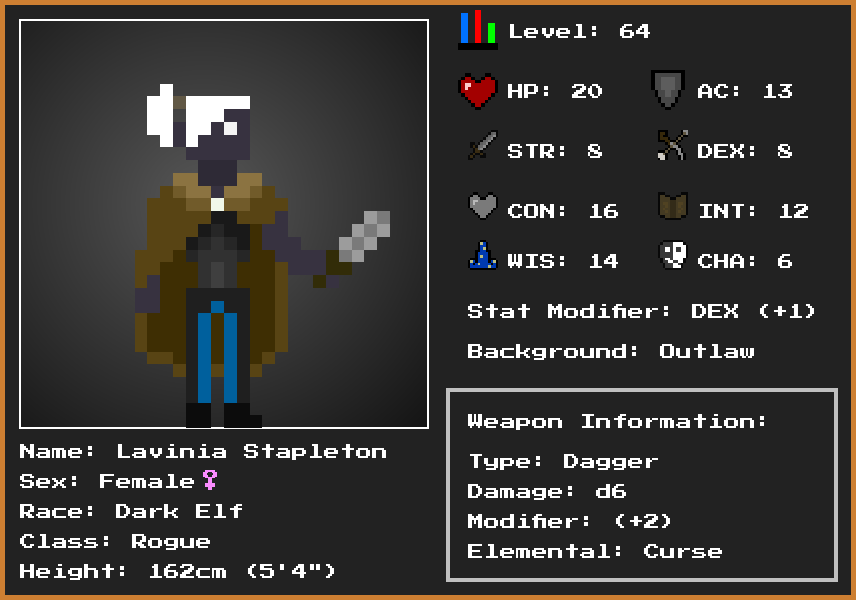 Level: 64
HP: 20 AC: 13
STR: 8 DEX: 8
CON: 16 INT: 12
WIS: 14 CHA: 6
Stat Modifier: DEX (+1)
Background: Outlaw
Weapon Information:
Type: Dagger
Damage: d6
Modifier: (+2)
Elemental: Curse
Name: Lavinia Stapleton
Sex: Female♀
Race: Dark Elf
Class: Rogue
Height: 162cm (5'4")